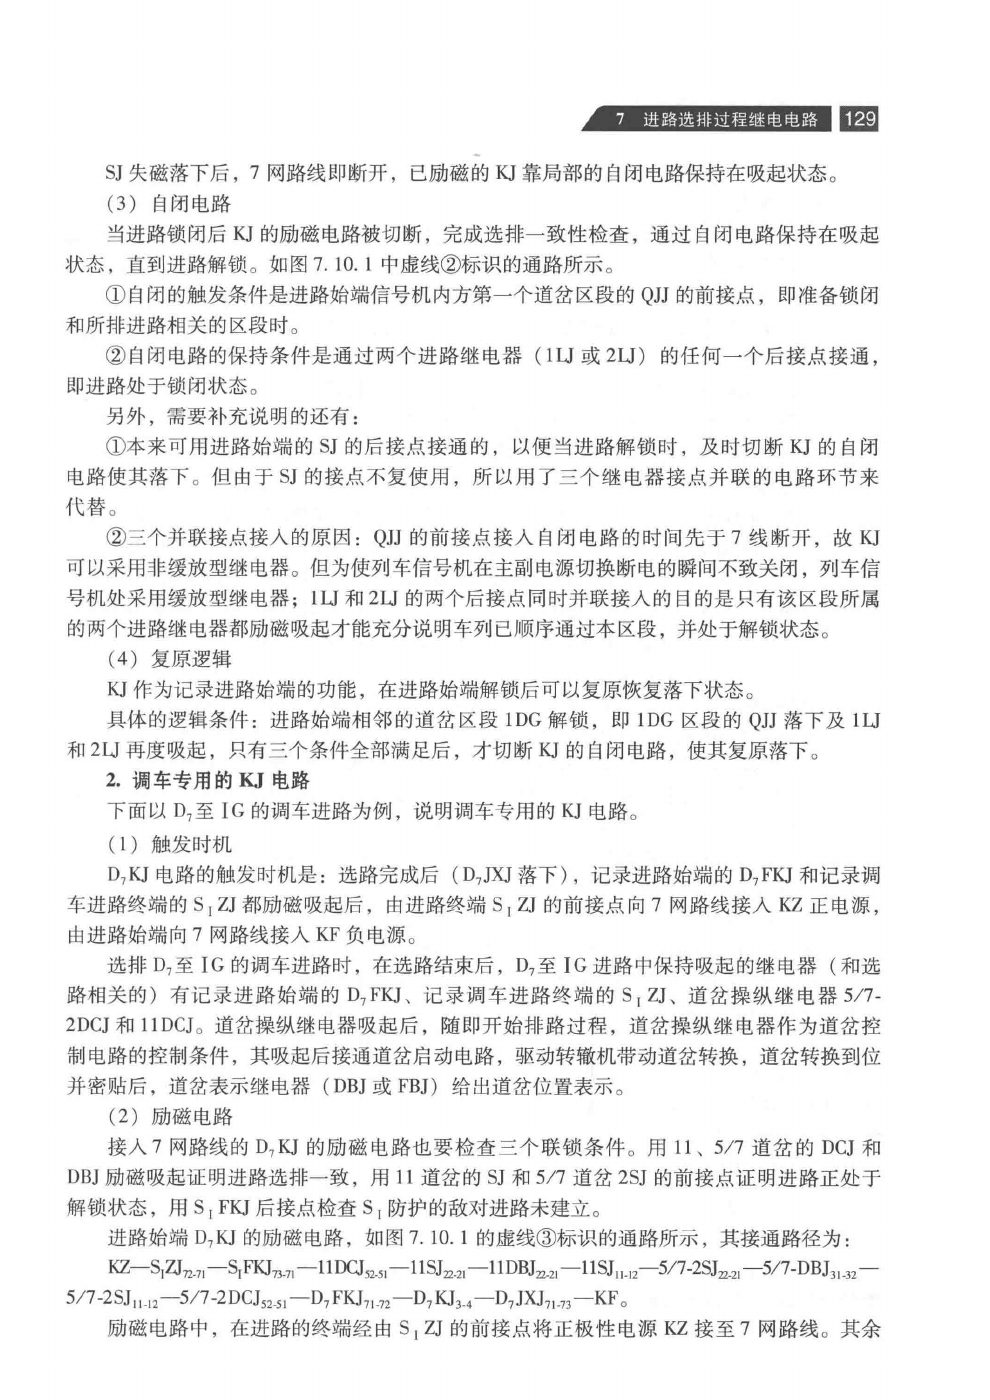 7 进路选排过程继电电路 129
SJ 失磁落下后，7 网路线即断开，已励磁的 KJ 靠局部的自闭电路保持在吸起状态。
（3）自闭电路
当进路锁闭后 KJ 的励磁电路被切断，完成选排一致性检查，通过自闭电路保持在吸起
状态，直到进路解锁。如图 7. 10. 1 中虚线②标识的通路所示。
①自闭的触发条件是进路始端信号机内方第一个道岔区段的 QJJ 的前接点，即准备锁闭
和所排进路相关的区段时。
②自闭电路的保持条件是通过两个进路继电器（1LJ 或 2LJ）的任何一个后接点接通，
即进路处于锁闭状态。
另外，需要补充说明的还有：
①本来可用进路始端的 SJ 的后接点接通的，以便当进路解锁时，及时切断 KJ 的自闭
电路使其落下。但由于 SJ 的接点不复使用，所以用了三个继电器接点并联的电路环节来
代替。
②三个并联接点接入的原因：QJJ 的前接点接入自闭电路的时间先于 7 线断开，故 KJ
可以采用非缓放型继电器。但为使列车信号机在主副电源切换断电的瞬间不致关闭，列车信
号机处采用缓放型继电器；1LJ 和 2LJ 的两个后接点同时并联接入的目的是只有该区段所属
的两个进路继电器都励磁吸起才能充分说明车列已顺序通过本区段，并处于解锁状态。
（4）复原逻辑
KJ 作为记录进路始端的功能，在进路始端解锁后可以复原恢复落下状态。
具体的逻辑条件：进路始端相邻的道岔区段 1DG 解锁，即 1DG 区段的 QJJ 落下及 1LJ
和 2LJ 再度吸起，只有三个条件全部满足后，才切断 KJ 的自闭电路，使其复原落下。
2. 调车专用的 KJ 电路
下面以 D₇至 ⅠG 的调车进路为例，说明调车专用的 KJ 电路。
（1）触发时机
D₇KJ 电路的触发时机是：选路完成后（D₇JXJ 落下），记录进路始端的 D₇FKJ 和记录调
车进路终端的 S_Ⅰ ZJ 都励磁吸起后，由进路终端 S_Ⅰ ZJ 的前接点向 7 网路线接入 KZ 正电源，
由进路始端向 7 网路线接入 KF 负电源。
选排 D₇至 ⅠG 的调车进路时，在选路结束后，D₇至 ⅠG 进路中保持吸起的继电器（和选
路相关的）有记录进路始端的 D₇FKJ、记录调车进路终端的 S_Ⅰ ZJ、道岔操纵继电器 5/7-
2DCJ 和 11DCJ。道岔操纵继电器吸起后，随即开始排路过程，道岔操纵继电器作为道岔控
制电路的控制条件，其吸起后接通道岔启动电路，驱动转辙机带动道岔转换，道岔转换到位
并密贴后，道岔表示继电器（DBJ 或 FBJ）给出道岔位置表示。
（2）励磁电路
接入 7 网路线的 D₇KJ 的励磁电路也要检查三个联锁条件。用 11、5/7 道岔的 DCJ 和
DBJ 励磁吸起证明进路选排一致，用 11 道岔的 SJ 和 5/7 道岔 2SJ 的前接点证明进路正处于
解锁状态，用 S_Ⅰ FKJ 后接点检查 S_Ⅰ 防护的敌对进路未建立。
进路始端 D₇KJ 的励磁电路，如图 7. 10. 1 的虚线③标识的通路所示，其接通路径为：
KZ—S_ⅠZJ₇₂₋₇₁—S_ⅠFKJ₇₃₋₇₁—11DCJ₅₂₋₅₁—11SJ₂₂₋₂₁—11DBJ₂₂₋₂₁—11SJ₁₁₋₁₂—5/7-2SJ₂₂₋₂₁—5/7-DBJ₃₁₋₃₂—
5/7-2SJ₁₁₋₁₂—5/7-2DCJ₅₂₋₅₁—D₇FKJ₇₁₋₇₂—D₇KJ₃₋₄—D₇JXJ₇₁₋₇₃—KF。
励磁电路中，在进路的终端经由 S_Ⅰ ZJ 的前接点将正极性电源 KZ 接至 7 网路线。其余